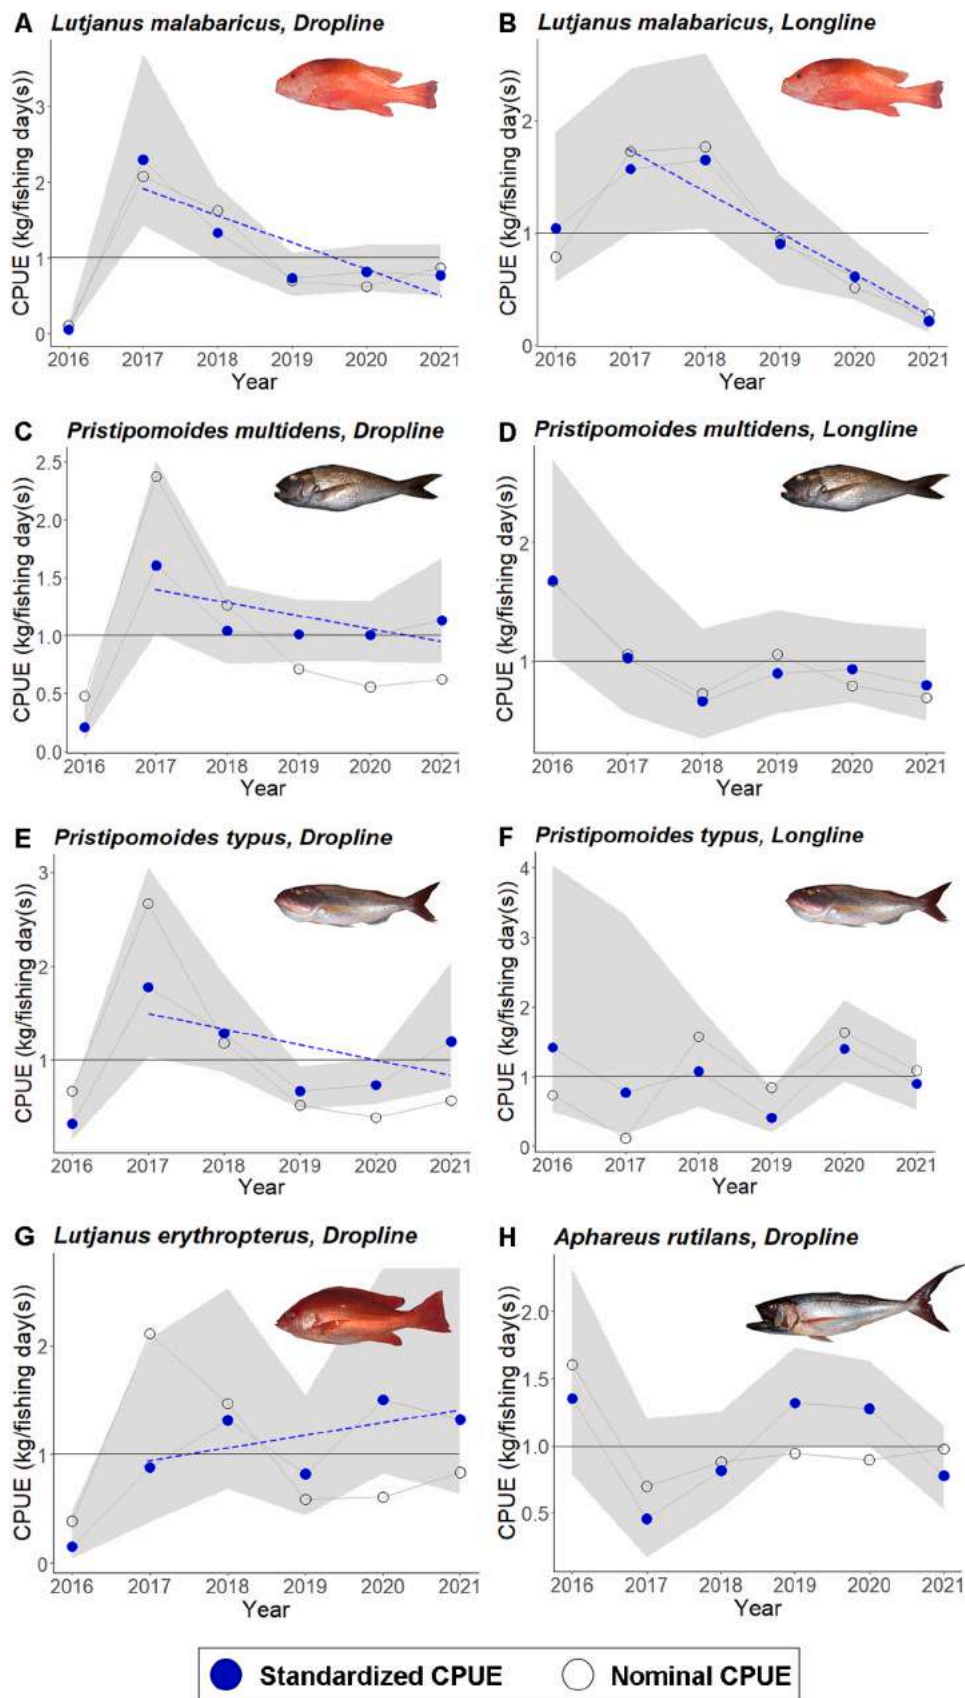 A Lutjanus malabaricus, Dropline
CPUE (kg/fishing day(s))
3
2
1
0
2016 2017 2018 2019 2020 2021
Year
B Lutjanus malabaricus, Longline
CPUE (kg/fishing day(s))
2
1
0
2016 2017 2018 2019 2020 2021
Year
C Pristipomoides multidens, Dropline
CPUE (kg/fishing day(s))
2.5
2.0
1.5
1.0
0.5
0.0
2016 2017 2018 2019 2020 2021
Year
D Pristipomoides multidens, Longline
CPUE (kg/fishing day(s))
2
1
2016 2017 2018 2019 2020 2021
Year
E Pristipomoides typus, Dropline
CPUE (kg/fishing day(s))
3
2
1
2016 2017 2018 2019 2020 2021
Year
F Pristipomoides typus, Longline
CPUE (kg/fishing day(s))
4
3
2
1
0
2016 2017 2018 2019 2020 2021
Year
G Lutjanus erythropterus, Dropline
CPUE (kg/fishing day(s))
2
1
0
2016 2017 2018 2019 2020 2021
Year
H Aphareus rutilans, Dropline
CPUE (kg/fishing day(s))
2.0
1.5
1.0
0.5
2016 2017 2018 2019 2020 2021
Year
Standardized CPUE Nominal CPUE